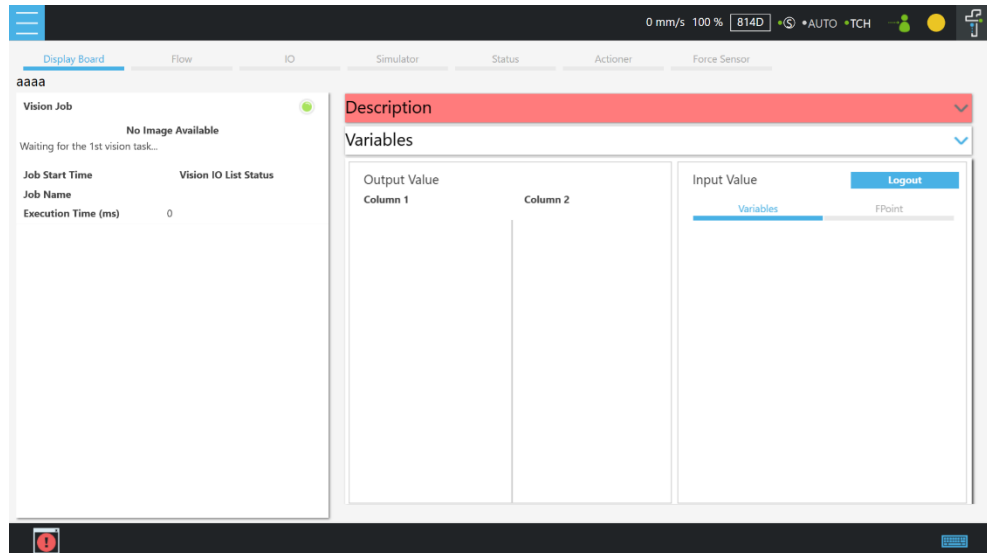 0 mm/s 100 % 814D •Ⓢ •AUTO •TCH
Display Board Flow IO Simulator Status Actioner Force Sensor
aaaa
Vision Job
No Image Available
Waiting for the 1st vision task...
Job Start Time Vision IO List Status
Job Name
Execution Time (ms) 0
Description
Variables
Output Value
Column 1 Column 2
Input Value Logout
Variables FPoint